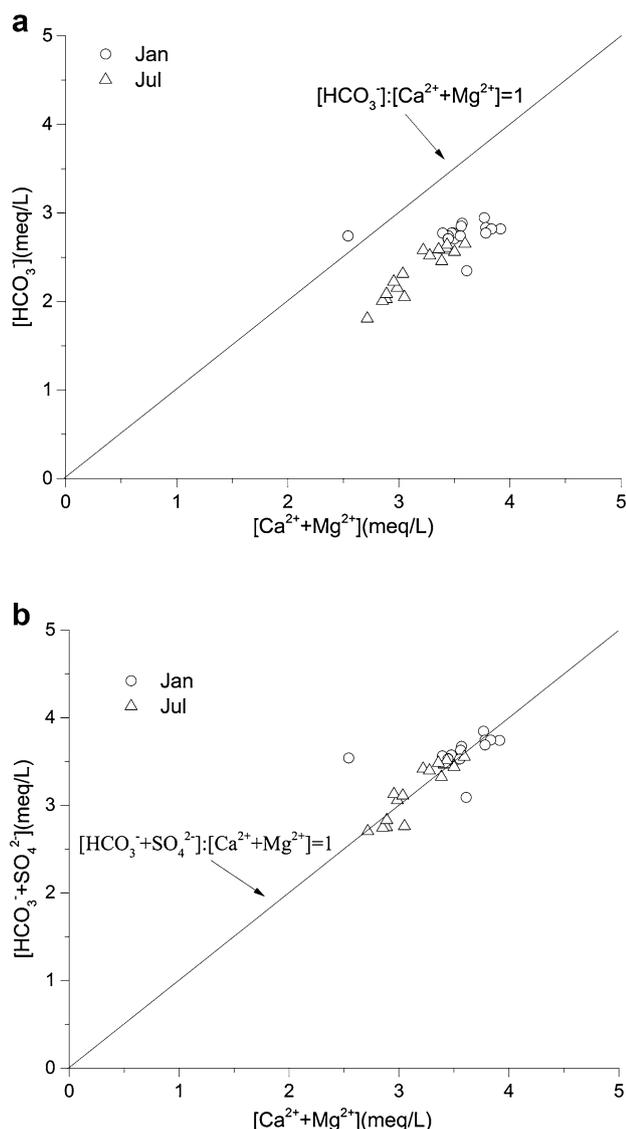 a
5
4
3
2
1
0
[HCO₃⁻](meq/L)
Jan
Jul
[HCO₃⁻]:[Ca²⁺+Mg²⁺]=1
0 1 2 3 4 5
[Ca²⁺+Mg²⁺](meq/L)
b
5
4
3
2
1
0
[HCO₃⁻+SO₄²⁻](meq/L)
Jan
Jul
[HCO₃⁻+SO₄²⁻]:[Ca²⁺+Mg²⁺]=1
0 1 2 3 4 5
[Ca²⁺+Mg²⁺](meq/L)